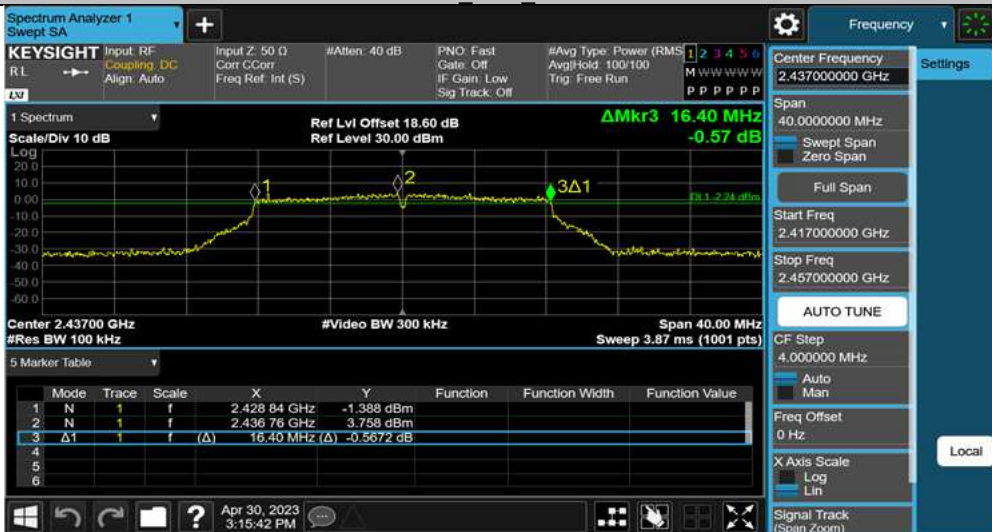 Spectrum Analyzer 1
Swept SA
+
Frequency
KEYSIGHT
RL
LXI
Input: RF
Coupling: DC
Align: Auto
Input Z: 50 Ω
Corr CCorr
Freq Ref: Int (S)
#Atten: 40 dB
PNO: Fast
Gate: Off
IF Gain: Low
Sig Track: Off
#Avg Type: Power (RMS
Avg|Hold: 100/100
Trig: Free Run
1 2 3 4 5 6
M W W W W W
P P P P P P
1 Spectrum
Scale/Div 10 dB
Ref Lvl Offset 18.60 dB
Ref Level 30.00 dBm
ΔMkr3 16.40 MHz
-0.57 dB
Log
20.0
10.0
0.00
-10.0
-20.0
-30.0
-40.0
-50.0
-60.0
1
2
3Δ1
DL1 -2.24 dBm
Center 2.43700 GHz
#Res BW 100 kHz
#Video BW 300 kHz
Span 40.00 MHz
Sweep 3.87 ms (1001 pts)
5 Marker Table
Mode Trace Scale X Y Function Function Width Function Value
1 N 1 f 2.428 84 GHz -1.388 dBm
2 N 1 f 2.436 76 GHz 3.758 dBm
3 Δ1 1 f (Δ) 16.40 MHz (Δ) -0.5672 dB
4
5
6
?
Apr 30, 2023
3:15:42 PM
Center Frequency
2.437000000 GHz
Span
40.0000000 MHz
Swept Span
Zero Span
Full Span
Start Freq
2.417000000 GHz
Stop Freq
2.457000000 GHz
AUTO TUNE
CF Step
4.000000 MHz
Auto
Man
Freq Offset
0 Hz
X Axis Scale
Log
Lin
Signal Track
(Span Zoom)
Settings
Local